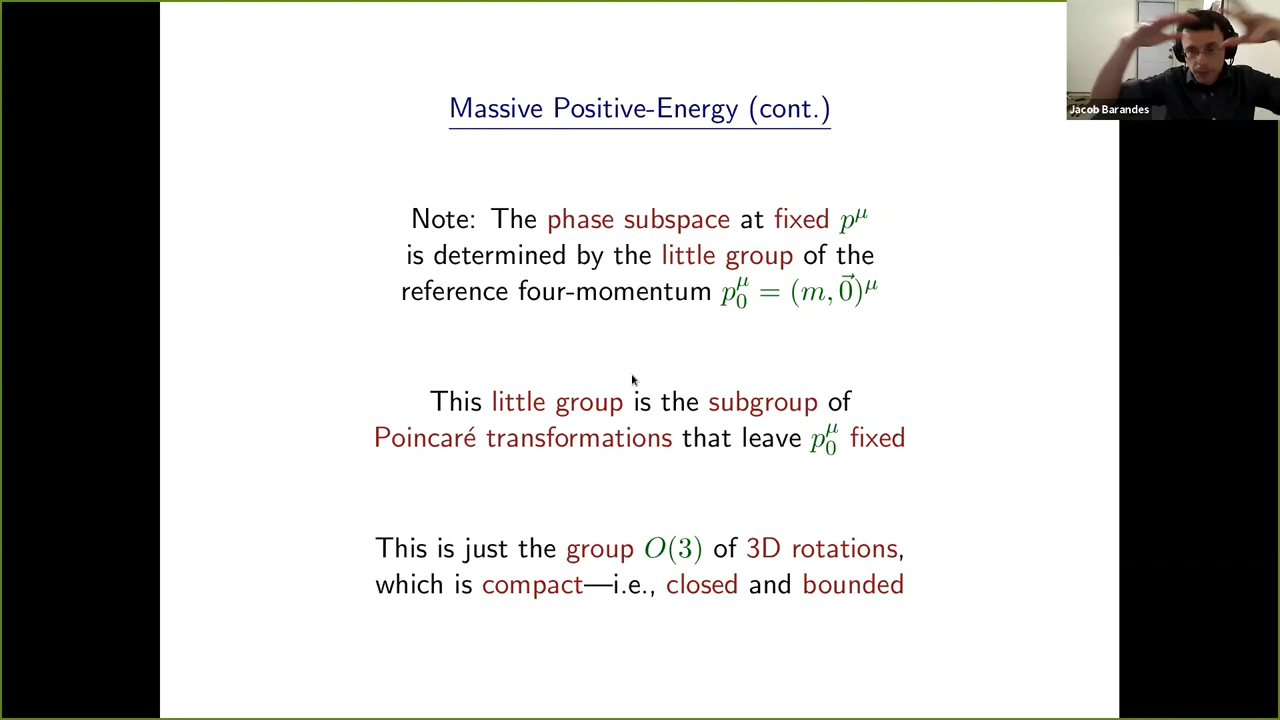 Massive Positive-Energy (cont.)
Jacob Barandes
Note: The phase subspace at fixed p^μ
is determined by the little group of the
reference four-momentum p_0^μ = (m, 0⃗)^μ
This little group is the subgroup of
Poincaré transformations that leave p_0^μ fixed
This is just the group O(3) of 3D rotations,
which is compact—i.e., closed and bounded